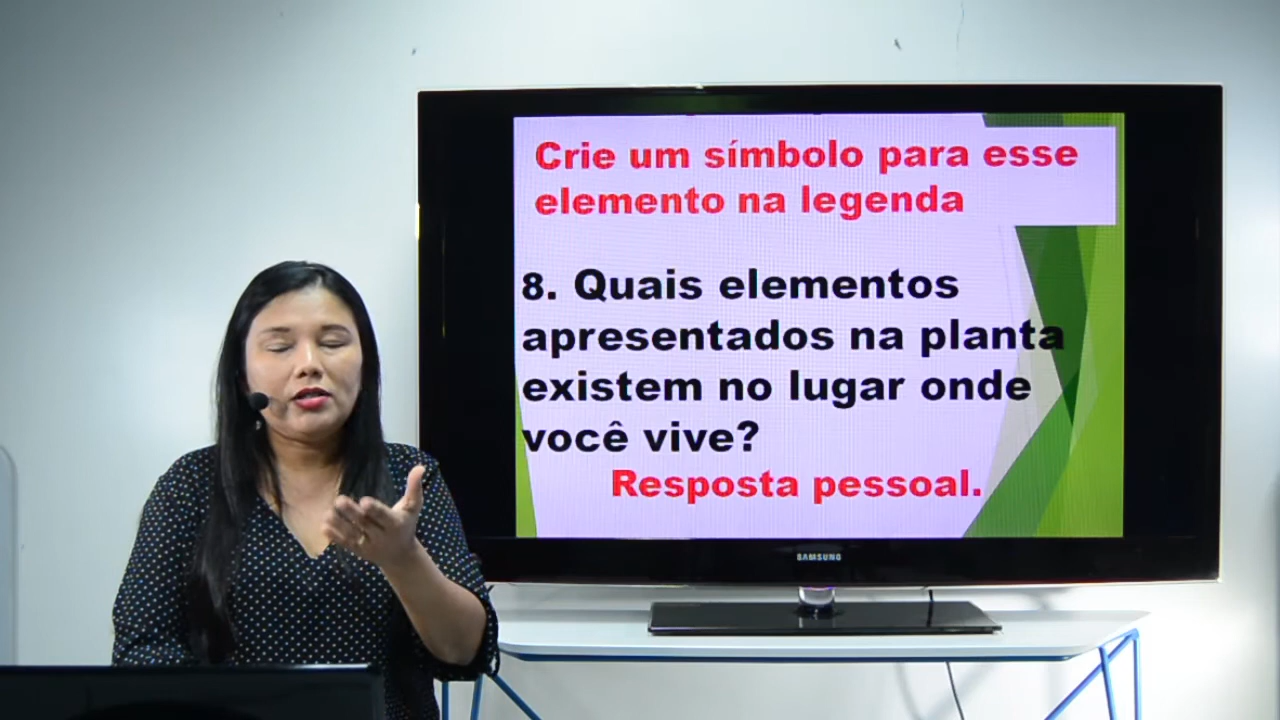 Crie um símbolo para esse
elemento na legenda
8. Quais elementos
apresentados na planta
existem no lugar onde
você vive?
Resposta pessoal.
SAMSUNG